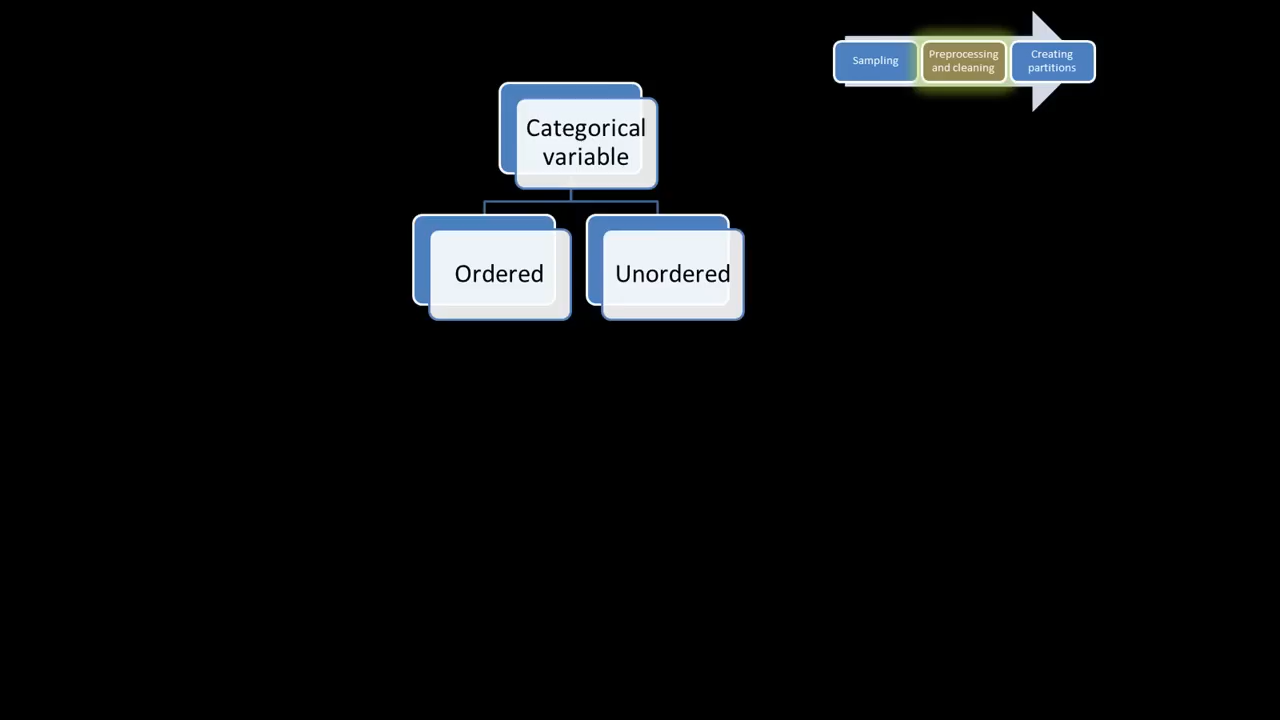 Sampling
Preprocessing
and cleaning
Creating
partitions
Categorical
variable
Ordered
Unordered